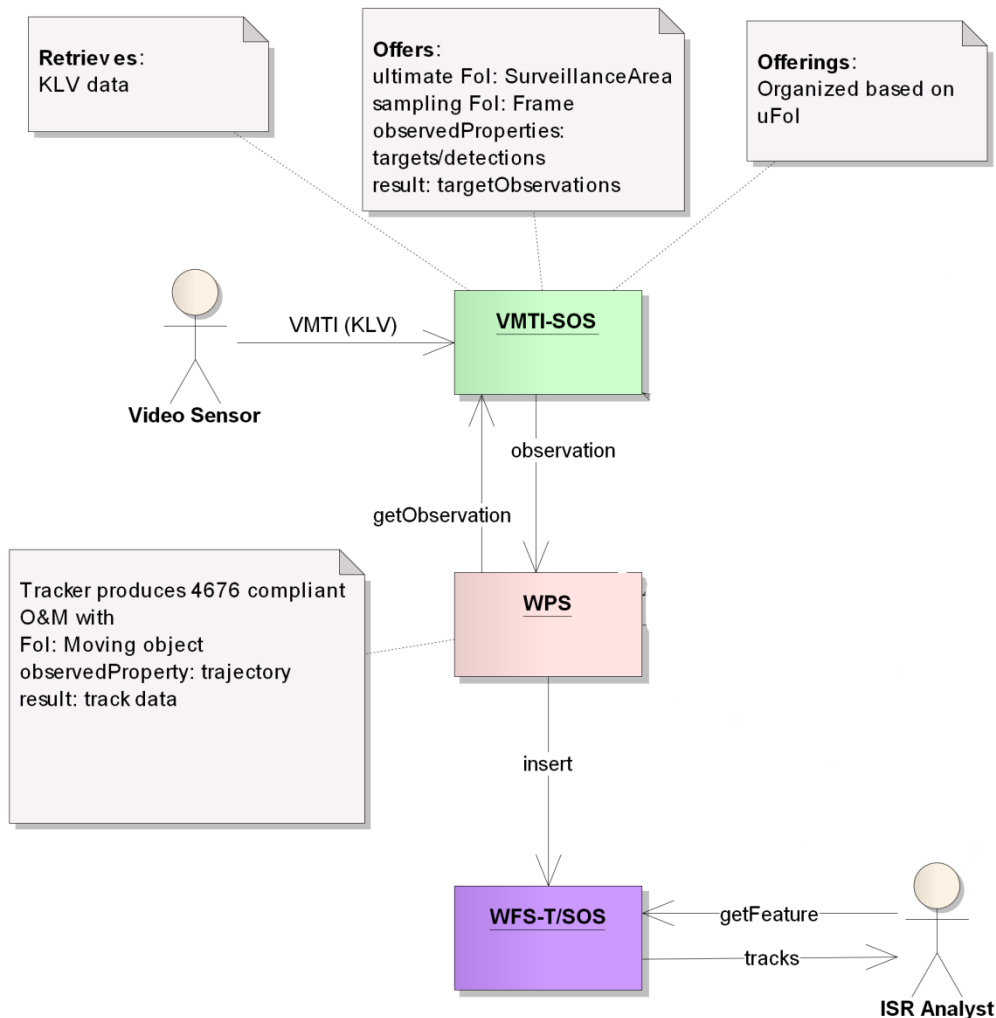 Retrieves:
KLV data
Offers:
ultimate FoI: SurveillanceArea
sampling FoI: Frame
observedProperties:
targets/detections
result: targetObservations
Offerings:
Organized based on
uFoI
VMTI (KLV)
VMTI-SOS
Video Sensor
observation
getObservation
Tracker produces 4676 compliant
O&M with
FoI: Moving object
observedProperty: trajectory
result: track data
WPS
insert
WFS-T/SOS
getFeature
tracks
ISR Analyst